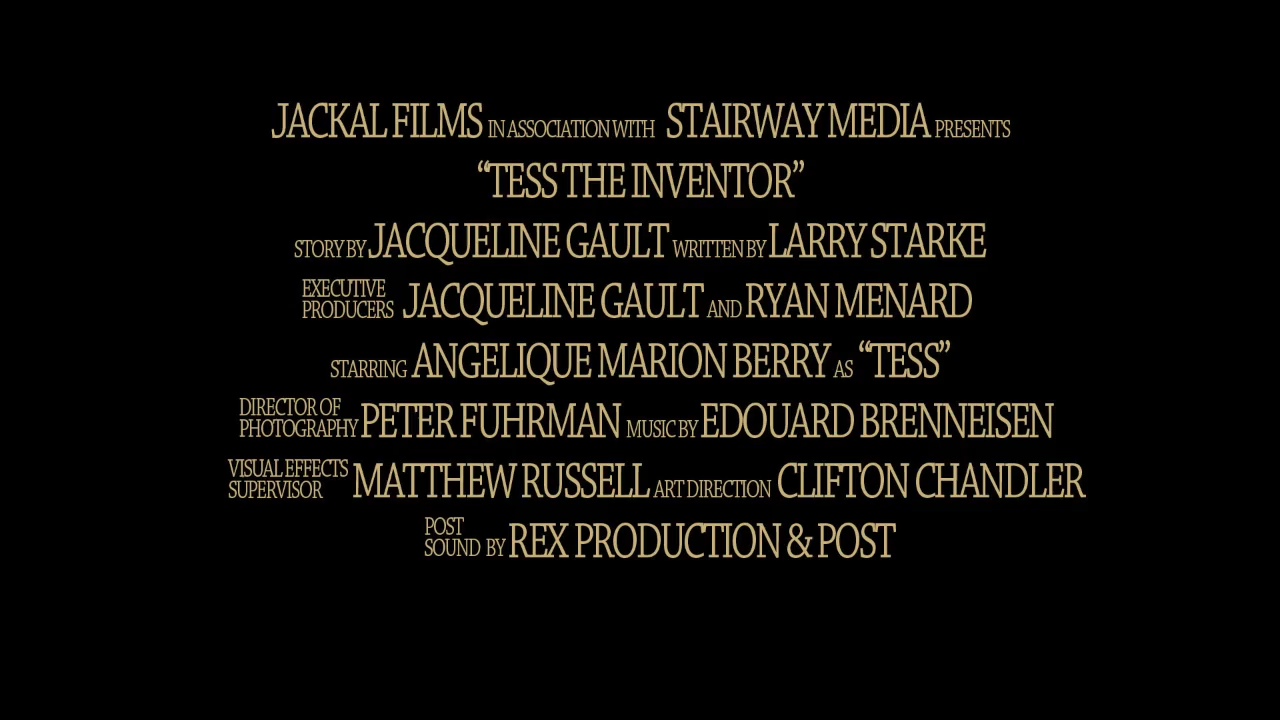 JACKAL FILMS IN ASSOCIATION WITH STAIRWAY MEDIA PRESENTS
“TESS THE INVENTOR”
STORY BY JACQUELINE GAULT WRITTEN BY LARRY STARKE
EXECUTIVE PRODUCERS JACQUELINE GAULT AND RYAN MENARD
STARRING ANGELIQUE MARION BERRY AS “TESS”
DIRECTOR OF PHOTOGRAPHY PETER FUHRMAN MUSIC BY EDOUARD BRENNEISEN
VISUAL EFFECTS SUPERVISOR MATTHEW RUSSELL ART DIRECTION CLIFTON CHANDLER
POST SOUND BY REX PRODUCTION & POST